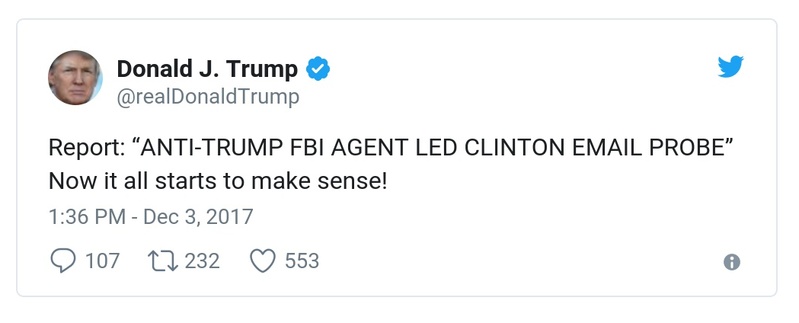 Donald J. Trump
@realDonaldTrump
Report: “ANTI-TRUMP FBI AGENT LED CLINTON EMAIL PROBE”
Now it all starts to make sense!
1:36 PM - Dec 3, 2017
107 232 553